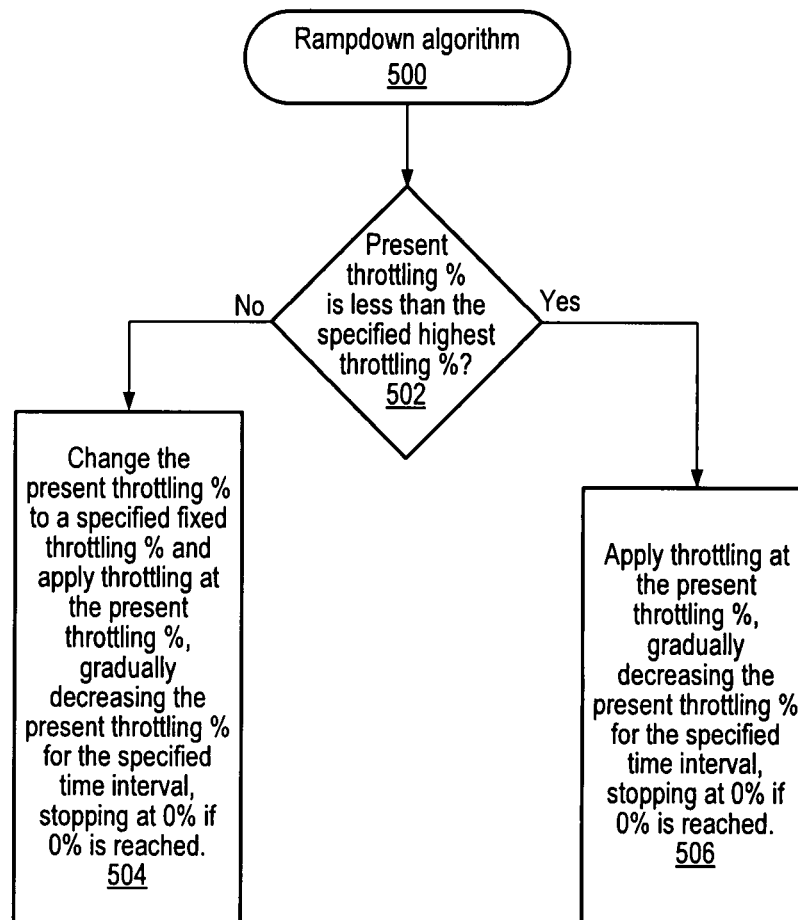 Rampdown algorithm
500
Present
throttling %
is less than the
specified highest
throttling %?
502
No
Yes
Change the
present throttling %
to a specified fixed
throttling % and
apply throttling at
the present
throttling %,
gradually
decreasing the
present throttling %
for the specified
time interval,
stopping at 0% if
0% is reached.
504
Apply throttling at
the present
throttling %,
gradually
decreasing the
present throttling %
for the specified
time interval,
stopping at 0% if
0% is reached.
506